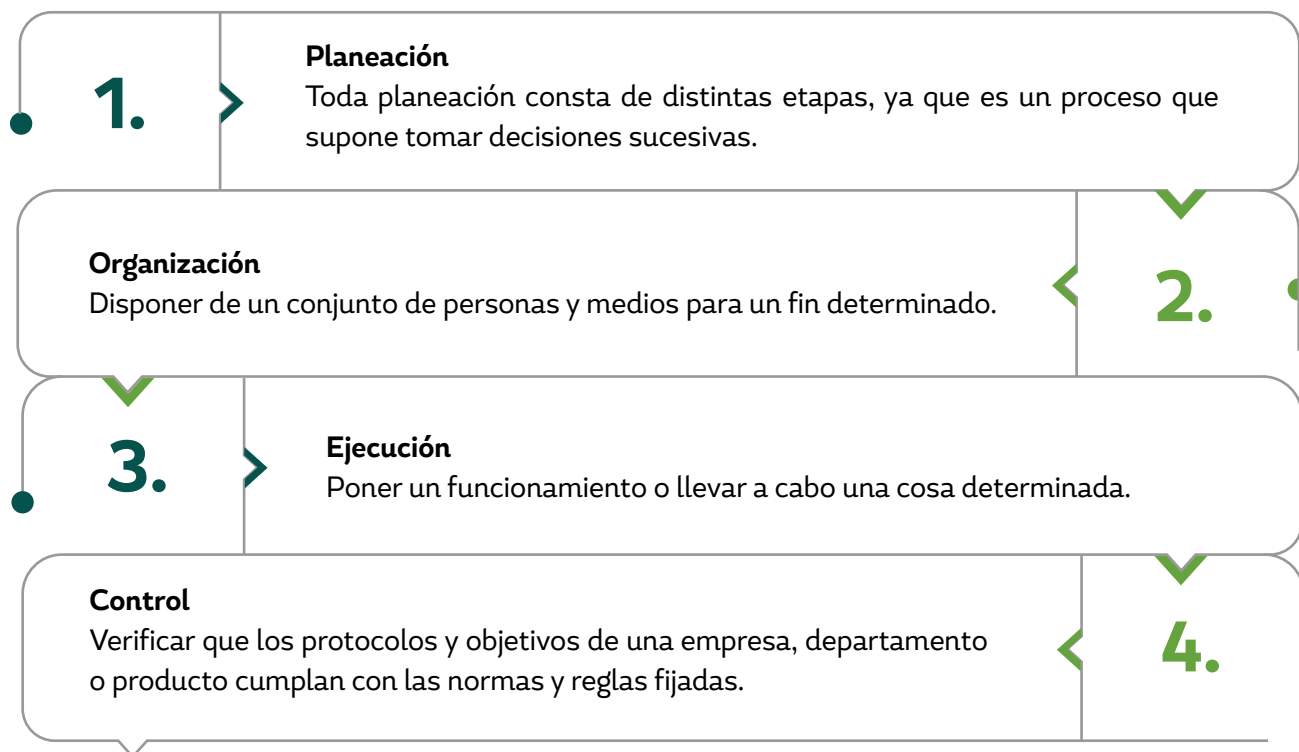 1.
Planeación
Toda planeación consta de distintas etapas, ya que es un proceso que
supone tomar decisiones sucesivas.
Organización
Disponer de un conjunto de personas y medios para un fin determinado.
2.
3.
Ejecución
Poner un funcionamiento o llevar a cabo una cosa determinada.
Control
Verificar que los protocolos y objetivos de una empresa, departamento
o producto cumplan con las normas y reglas fijadas.
4.